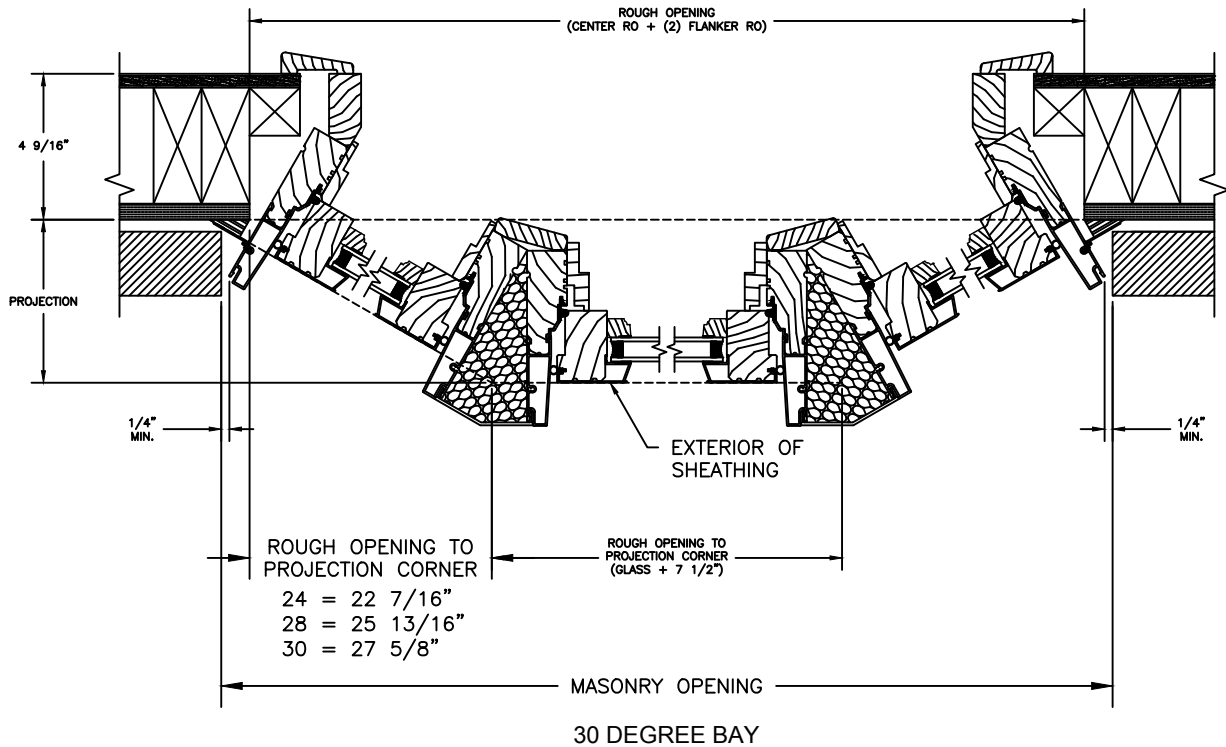 ROUGH OPENING
(CENTER RO + (2) FLANKER RO)
4 9/16"
PROJECTION
1/4"
MIN.
1/4"
MIN.
EXTERIOR OF
SHEATHING
ROUGH OPENING TO
PROJECTION CORNER
24 = 22 7/16"
28 = 25 13/16"
30 = 27 5/8"
ROUGH OPENING TO
PROJECTION CORNER
(GLASS + 7 1/2")
MASONRY OPENING
30 DEGREE BAY